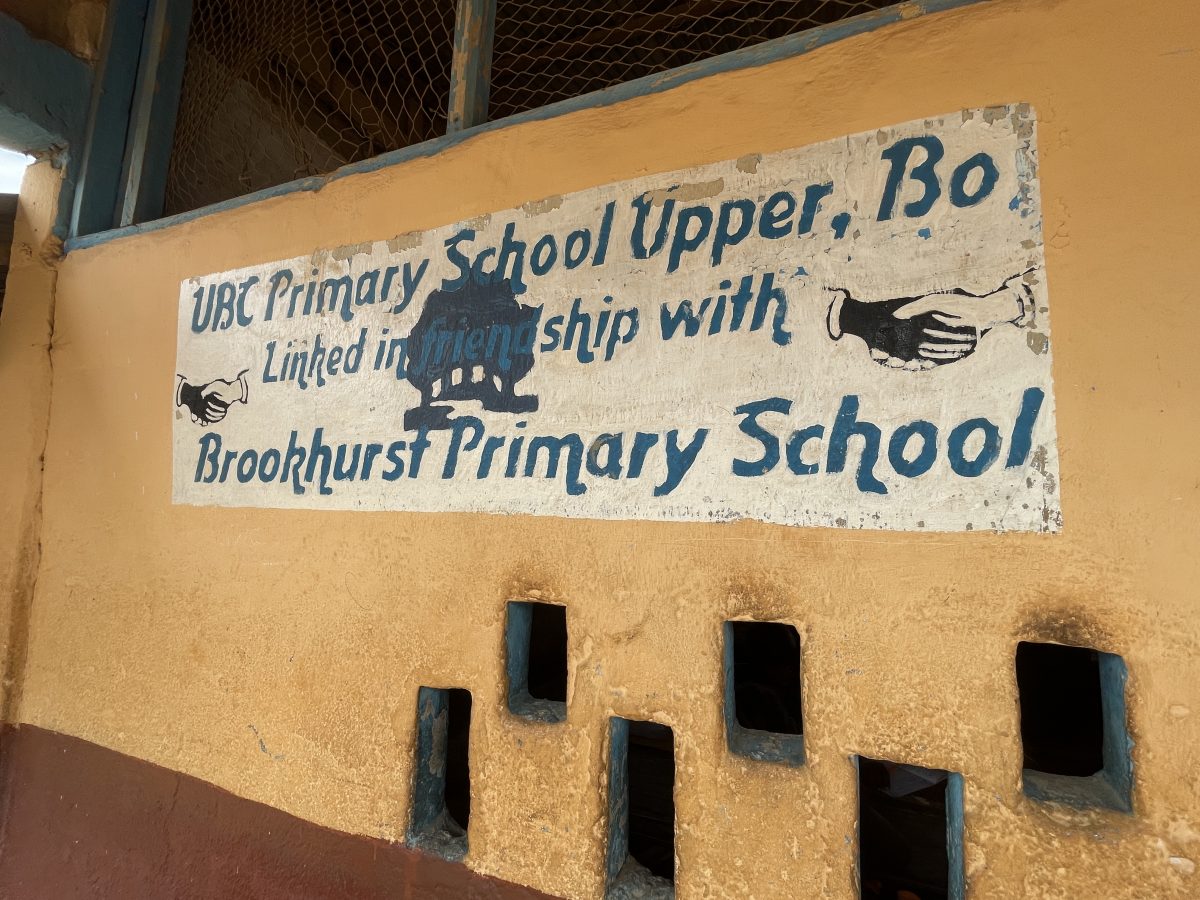 UBC Primary School Upper, Bo
Linked in friendship with
Brookhurst Primary School